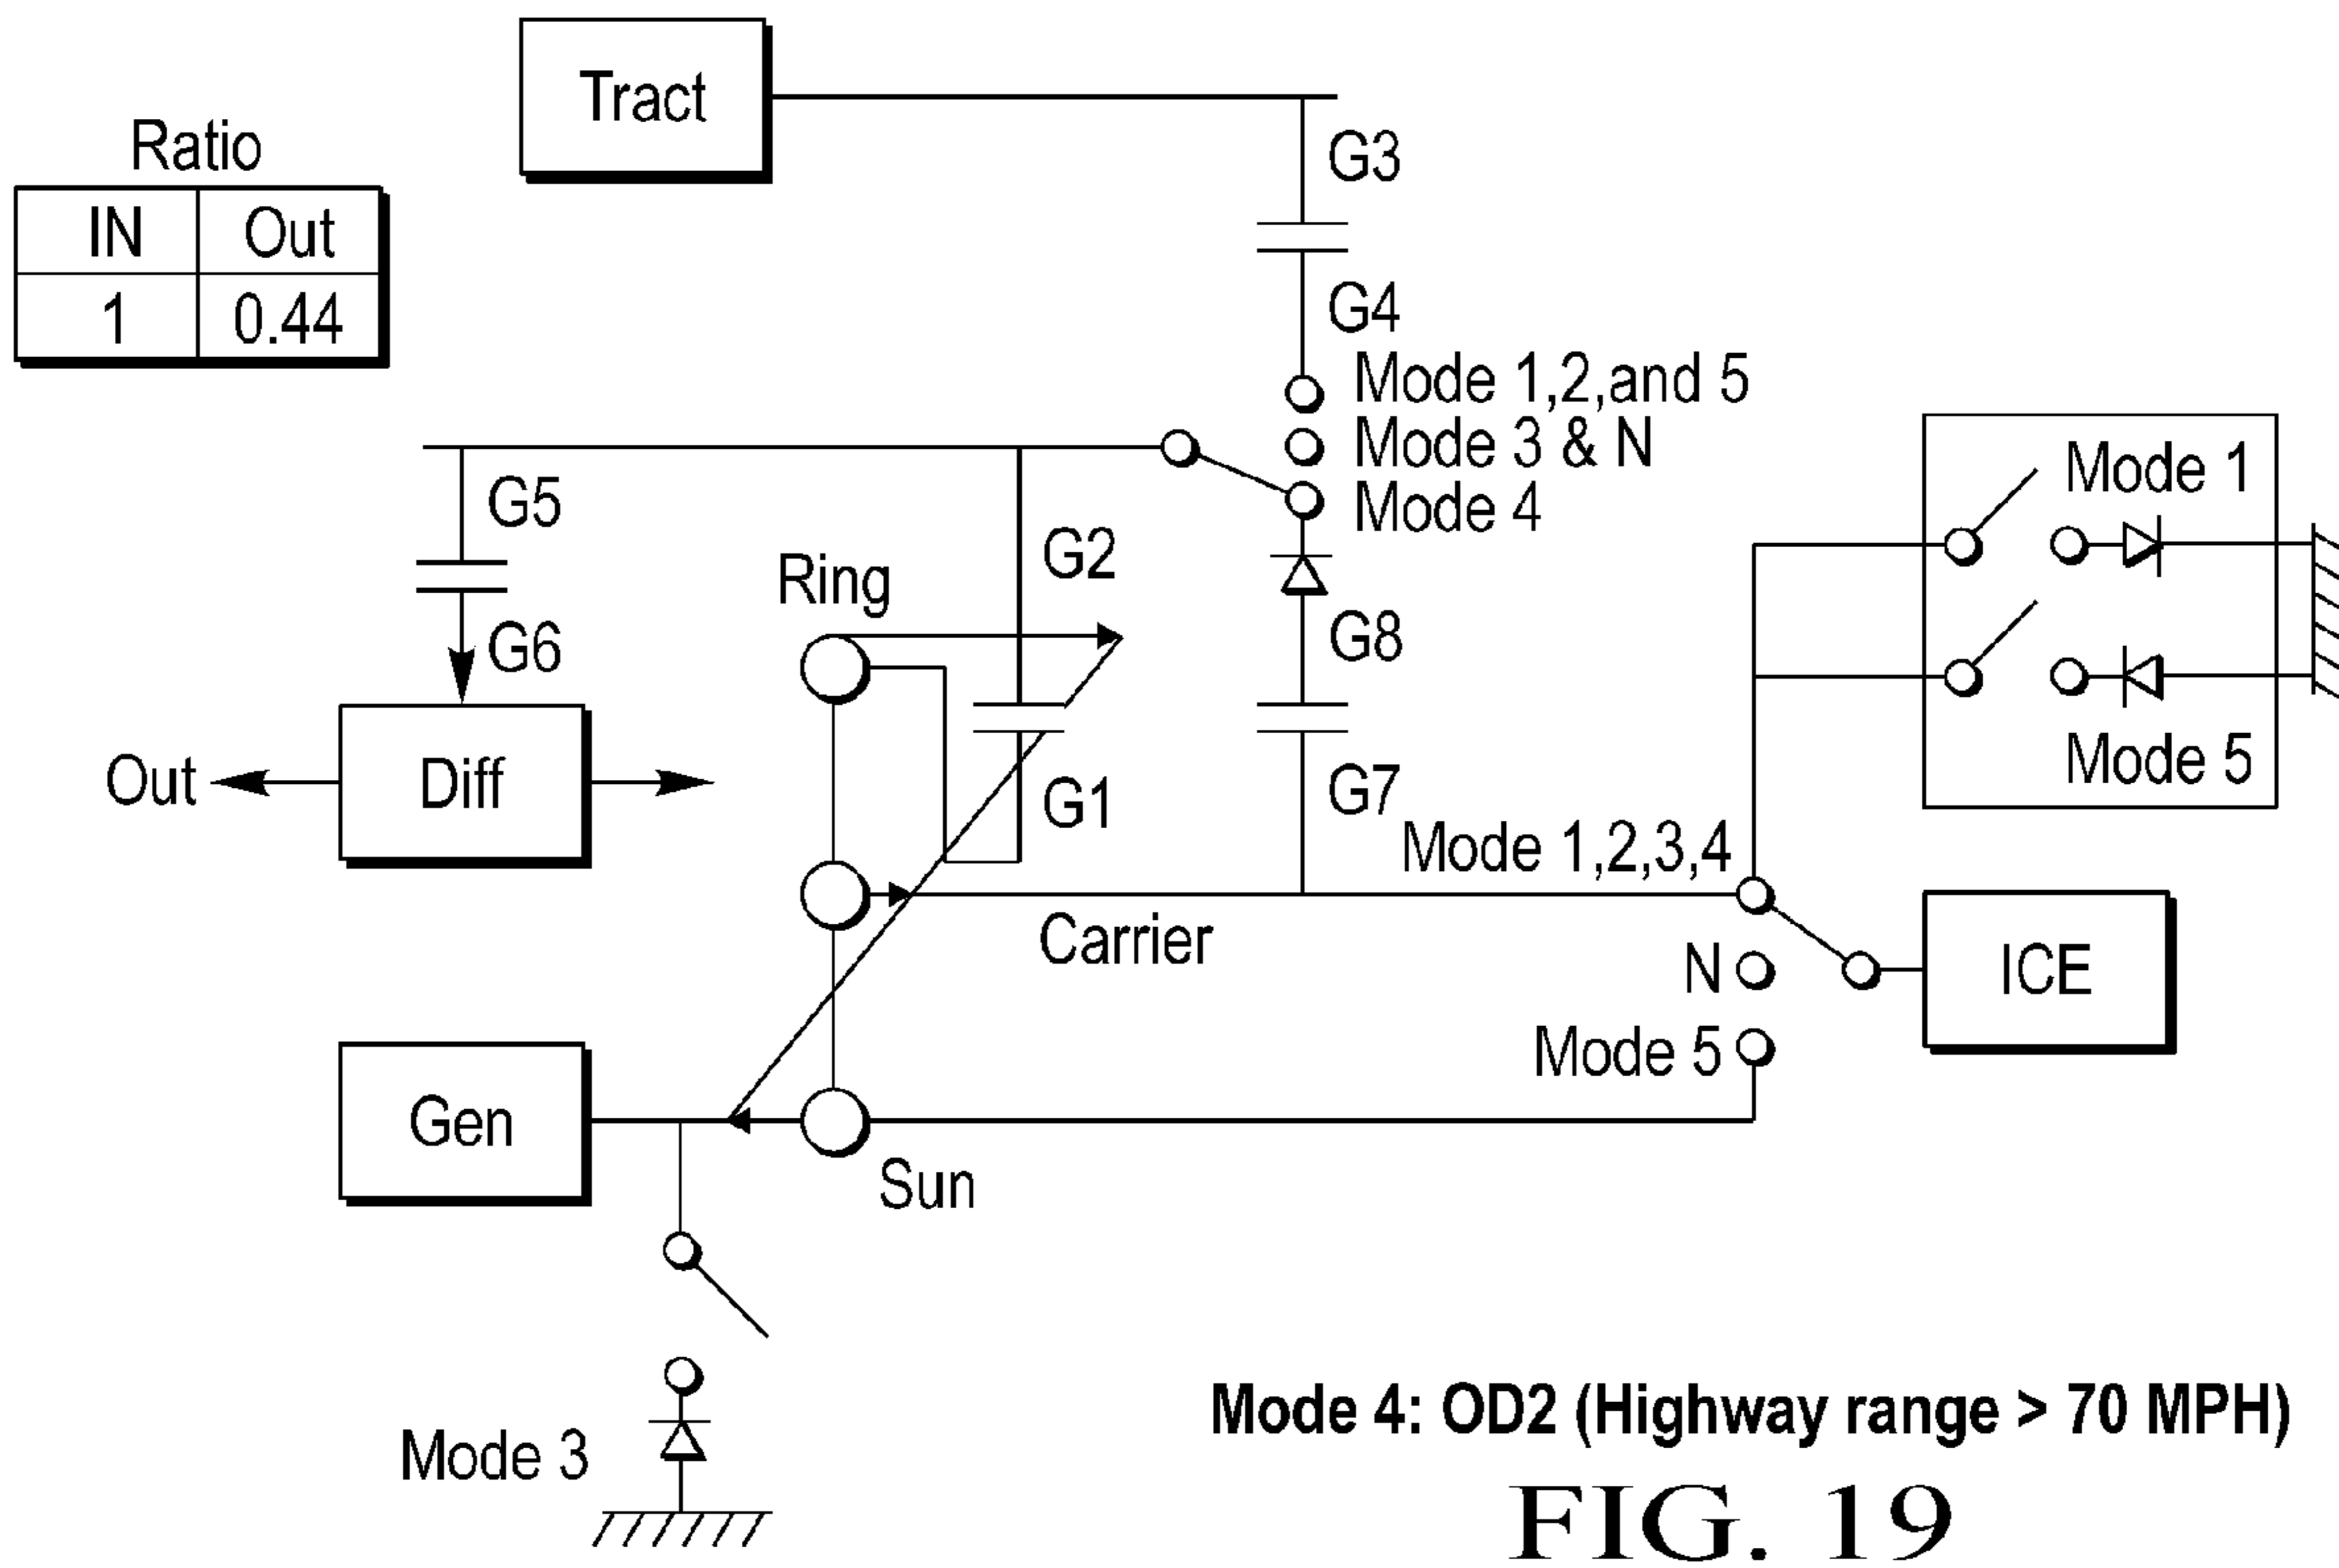 Tract
Ratio
IN Out
1 0.44
G3
G4
Mode 1,2,and 5
Mode 3 & N
Mode 4
G5
G6
Ring
G2
G8
Mode 1
Mode 5
Out
Diff
G1
G7
Mode 1,2,3,4
Carrier
N
ICE
Mode 5
Gen
Sun
Mode 3
Mode 4: OD2 (Highway range > 70 MPH)
FIG. 19